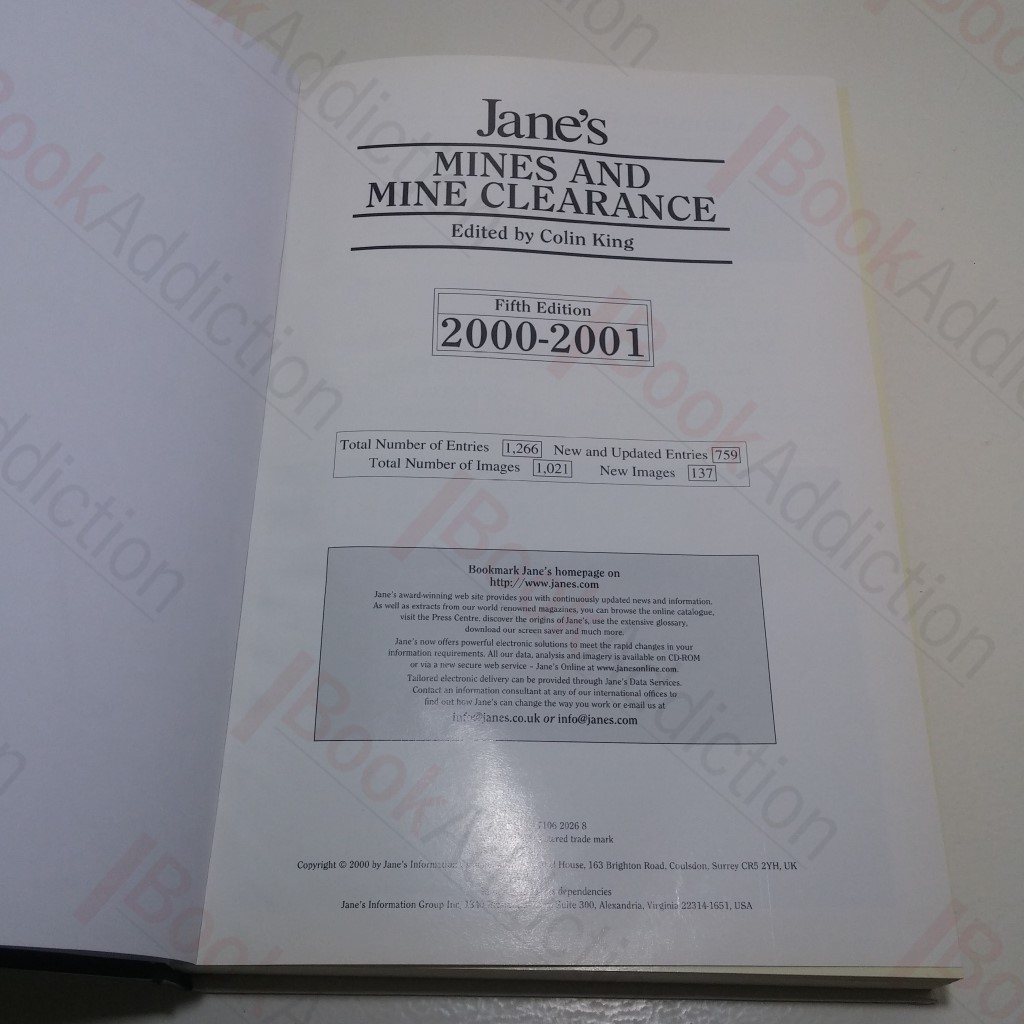 Jane's
MINES AND
MINE CLEARANCE
Edited by Colin King
Fifth Edition
2000-2001
Total Number of Entries 1,266 New and Updated Entries 759
Total Number of Images 1,021 New Images 137
Bookmark Jane's homepage on
http://www.janes.com
Jane's award-winning web site provides you with continuously updated news and information.
As well as extracts from our world renowned magazines, you can browse the online catalogue,
visit the Press Centre, discover the origins of Jane's, use the extensive glossary,
download our screen saver and much more.
Jane's now offers powerful electronic solutions to meet the rapid changes in your
information requirements. All our data, analysis and imagery is available on CD-ROM
or via a new secure web service – Jane's Online at www.janesonline.com.
Tailored electronic delivery can be provided through Jane's Data Services.
Contact an information consultant at any of our international offices to
find out how Jane's can change the way you work or e-mail us at
info@janes.co.uk or info@janes.com
7106 2026 8
trade mark
Copyright © 2000 by Jane's House, 163 Brighton Road, Coulsdon, Surrey CR5 2YH, UK
dependencies
Jane's Information Group Inc, 1340 Suite 300, Alexandria, Virginia 22314-1651, USA
BookAddiction